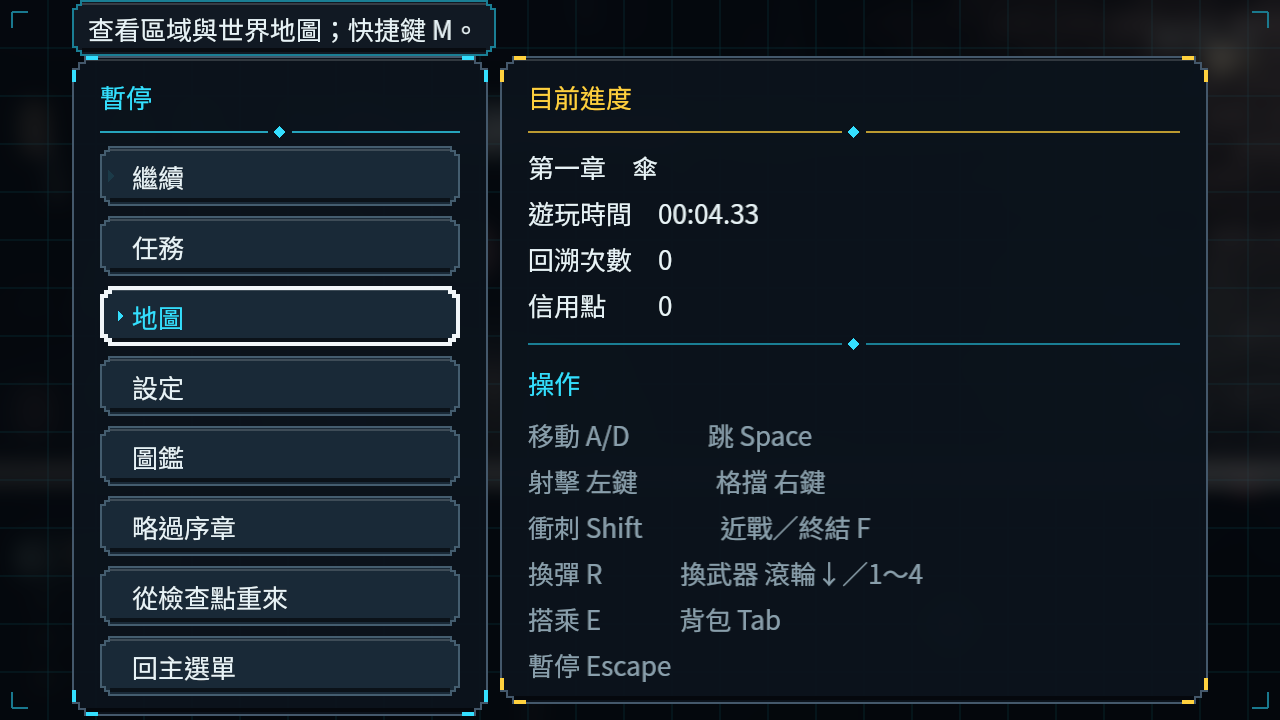 查看區域與世界地圖；快捷鍵 M。
暫停
繼續
任務
地圖
設定
圖鑑
略過序章
從檢查點重來
回主選單
目前進度
第一章　傘
遊玩時間　00:04.33
回溯次數　0
信用點　　0
操作
移動 A/D　　　跳 Space
射擊 左鍵　　　格擋 右鍵
衝刺 Shift　　　近戰／終結 F
換彈 R　　　換武器 滾輪↓／1～4
搭乘 E　　　背包 Tab
暫停 Escape